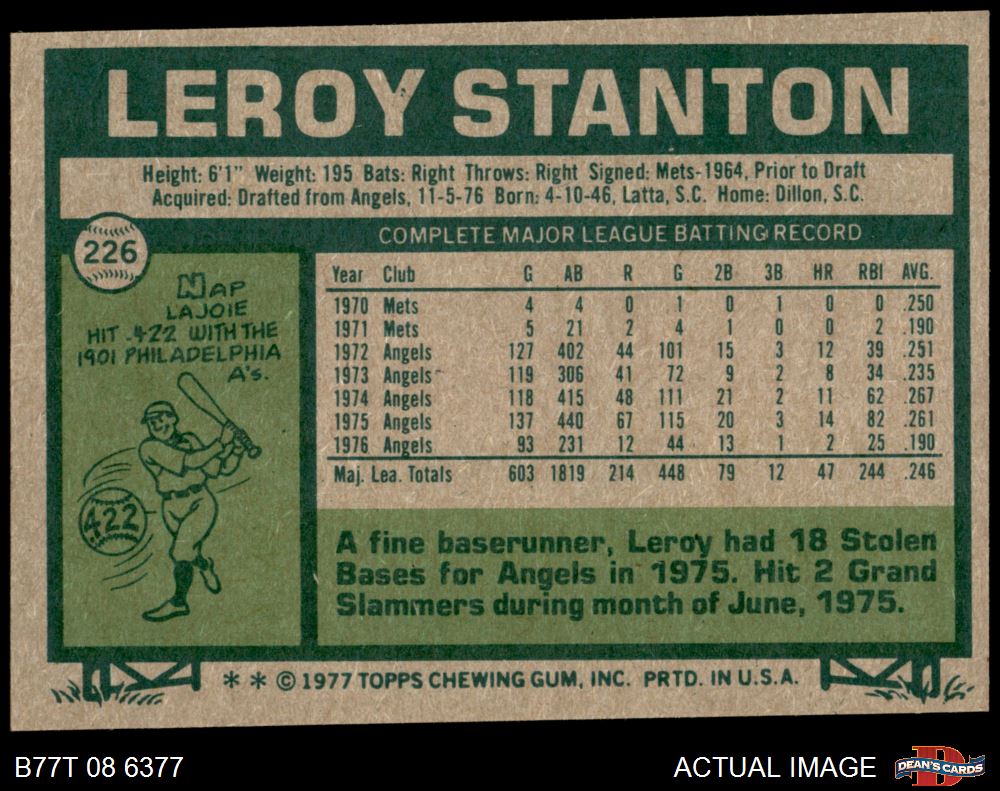 LEROY STANTON
Height: 6'1" Weight: 195 Bats: Right Throws: Right Signed: Mets-1964, Prior to Draft
Acquired: Drafted from Angels, 11-5-76 Born: 4-10-46, Latta, S.C. Home: Dillon, S.C.
226
NAP
LAJOIE
HIT .422 WITH THE
1901 PHILADELPHIA
A's.
.422
COMPLETE MAJOR LEAGUE BATTING RECORD
Year Club G AB R G 2B 3B HR RBI AVG.
1970 Mets 4 4 0 1 0 1 0 0 .250
1971 Mets 5 21 2 4 1 0 0 2 .190
1972 Angels 127 402 44 101 15 3 12 39 .251
1973 Angels 119 306 41 72 9 2 8 34 .235
1974 Angels 118 415 48 111 21 2 11 62 .267
1975 Angels 137 440 67 115 20 3 14 82 .261
1976 Angels 93 231 12 44 13 1 2 25 .190
Maj. Lea. Totals 603 1819 214 448 79 12 47 244 .246
A fine baserunner, Leroy had 18 Stolen
Bases for Angels in 1975. Hit 2 Grand
Slammers during month of June, 1975.
* * © 1977 TOPPS CHEWING GUM, INC. PRTD. IN U.S.A.
B77T 08 6377
ACTUAL IMAGE
D
DEAN'S CARDS